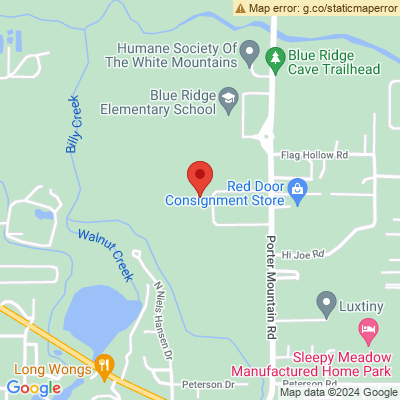 Map error: g.co/staticmaperror
Humane Society Of
The White Mountains
Blue Ridge
Cave Trailhead
Billy Creek
Blue Ridge
Elementary School
Flag Hollow Rd
Red Door
Consignment Store
Walnut Creek
Porter Mountain Rd
Hi Joe Rd
N Niels Hansen Dr
Luxtiny
Sleepy Meadow
Manufactured Home Park
Long Wongs
Peterson Dr
Peterson Rd
Google
Map data ©2024 Google